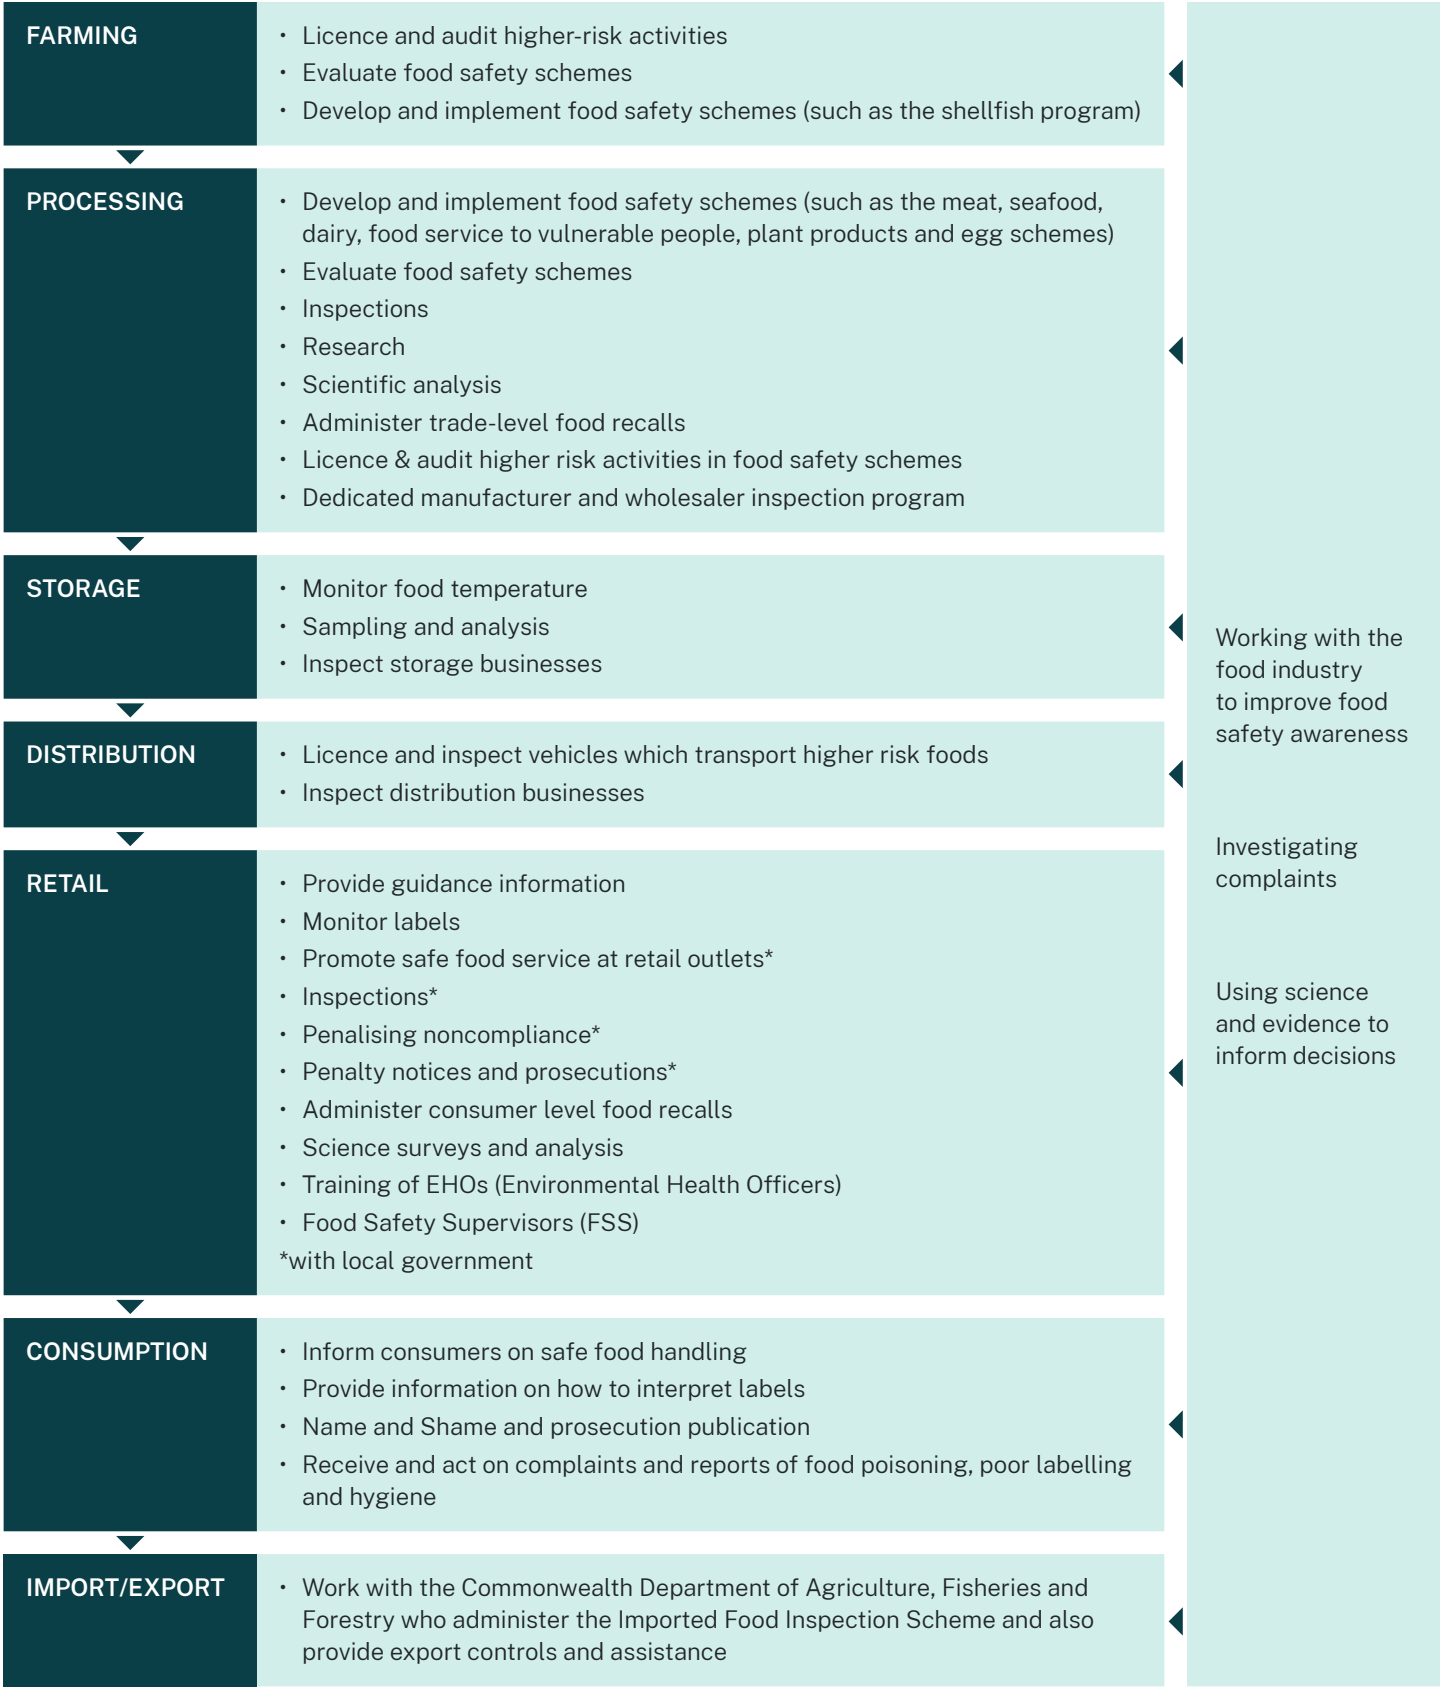 FARMING
• Licence and audit higher-risk activities
• Evaluate food safety schemes
• Develop and implement food safety schemes (such as the shellfish program)
PROCESSING
• Develop and implement food safety schemes (such as the meat, seafood,
dairy, food service to vulnerable people, plant products and egg schemes)
• Evaluate food safety schemes
• Inspections
• Research
• Scientific analysis
• Administer trade-level food recalls
• Licence & audit higher risk activities in food safety schemes
• Dedicated manufacturer and wholesaler inspection program
STORAGE
• Monitor food temperature
• Sampling and analysis
• Inspect storage businesses
DISTRIBUTION
• Licence and inspect vehicles which transport higher risk foods
• Inspect distribution businesses
RETAIL
• Provide guidance information
• Monitor labels
• Promote safe food service at retail outlets*
• Inspections*
• Penalising noncompliance*
• Penalty notices and prosecutions*
• Administer consumer level food recalls
• Science surveys and analysis
• Training of EHOs (Environmental Health Officers)
• Food Safety Supervisors (FSS)
*with local government
CONSUMPTION
• Inform consumers on safe food handling
• Provide information on how to interpret labels
• Name and Shame and prosecution publication
• Receive and act on complaints and reports of food poisoning, poor labelling
and hygiene
IMPORT/EXPORT
• Work with the Commonwealth Department of Agriculture, Fisheries and
Forestry who administer the Imported Food Inspection Scheme and also
provide export controls and assistance
Working with the
food industry
to improve food
safety awareness
Investigating
complaints
Using science
and evidence to
inform decisions